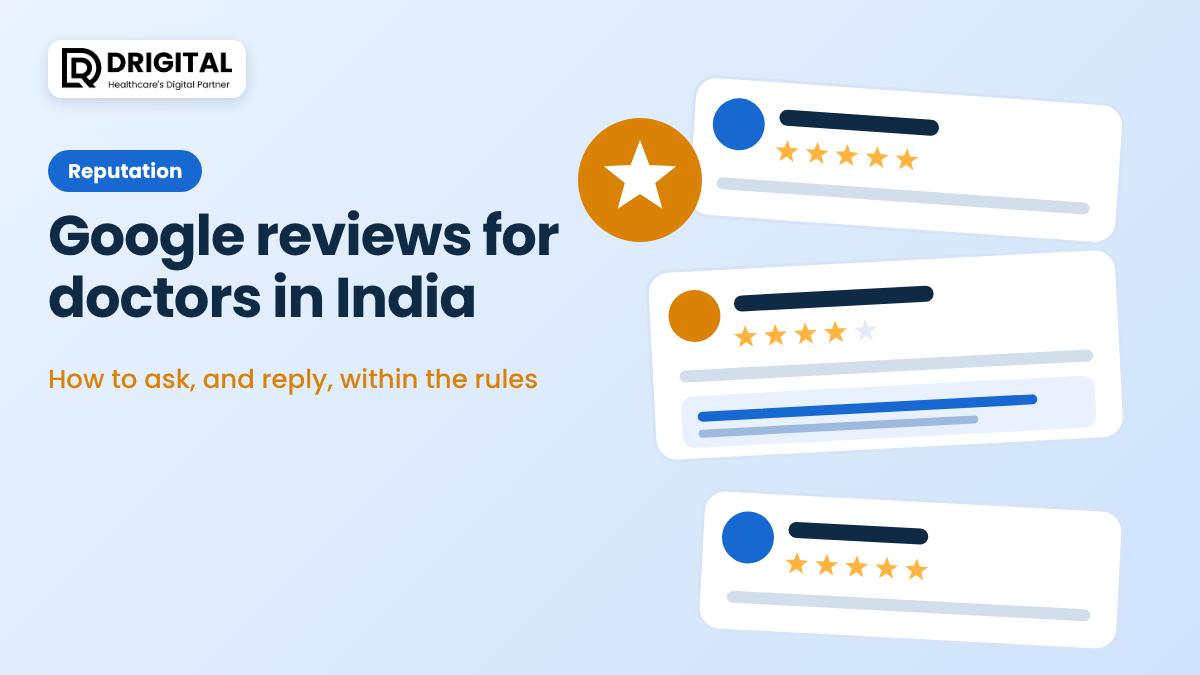 DRIGITAL
Healthcare's Digital Partner
Reputation
Google reviews for
doctors in India
How to ask, and reply, within the rules